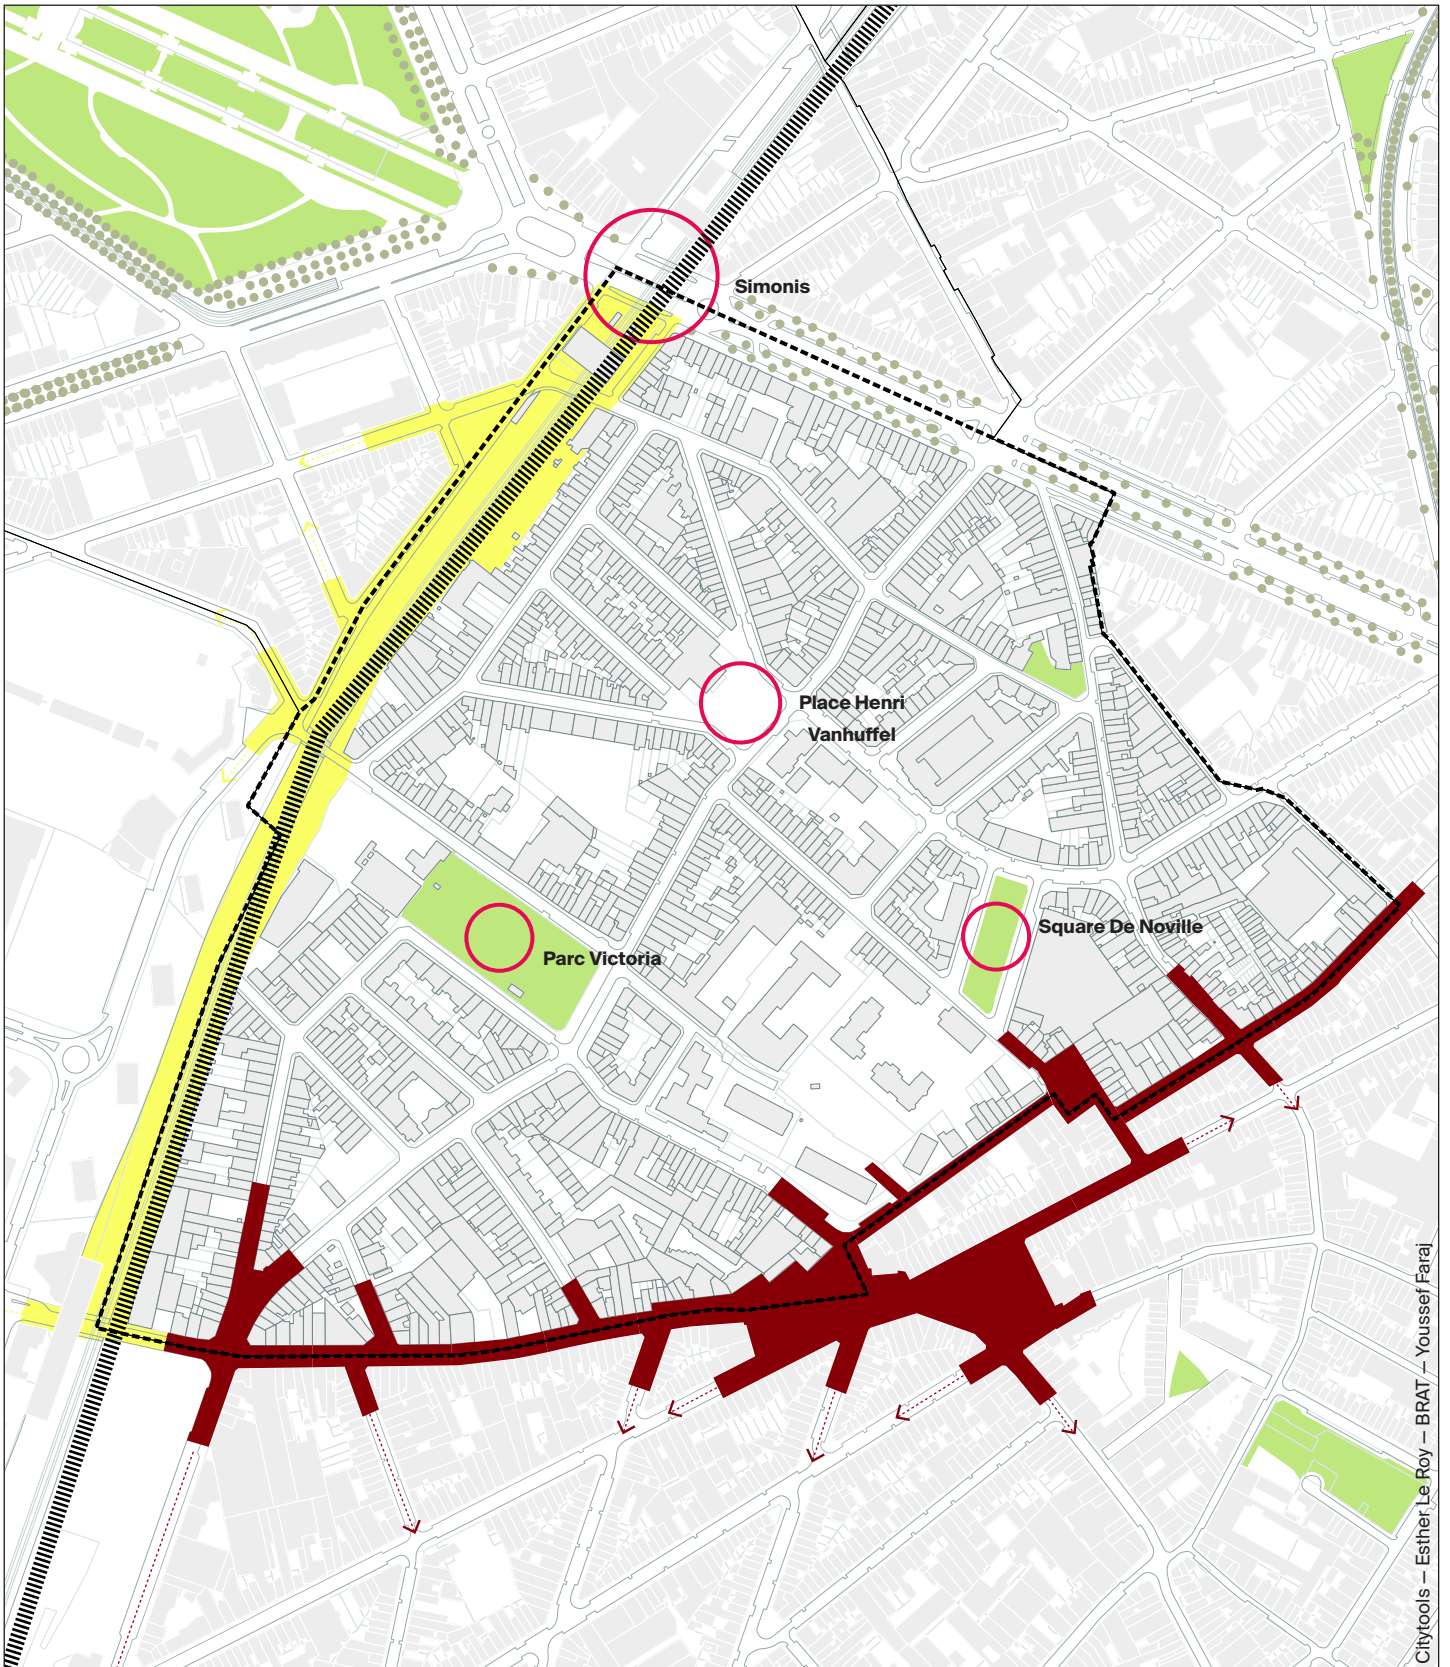 Simonis
Place Henri
Vanhuffel
Square De Noville
Parc Victoria
Citytools – Esther Le Roy – BRAT – Youssef Faraj